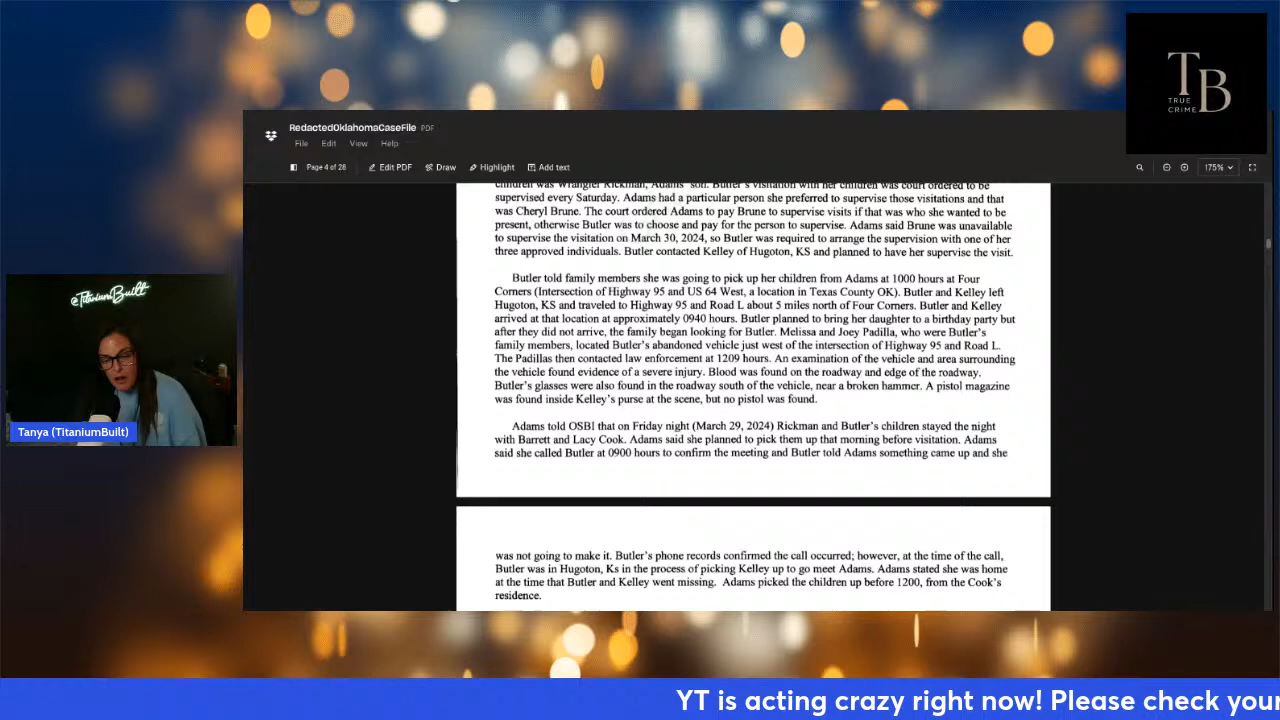 T
B
TRUE
CRIME
RedactedOklahomaCaseFile PDF
File Edit View Help
Page 4 of 28 Edit PDF Draw Highlight Add text 175%
children was Wrangler Rickman, Adams' son. Butler's visitation with her children was court ordered to be
supervised every Saturday. Adams had a particular person she preferred to supervise those visitations and that
was Cheryl Brune. The court ordered Adams to pay Brune to supervise visits if that was who she wanted to be
present, otherwise Butler was to choose and pay for the person to supervise. Adams said Brune was unavailable
to supervise the visitation on March 30, 2024, so Butler was required to arrange the supervision with one of her
three approved individuals. Butler contacted Kelley of Hugoton, KS and planned to have her supervise the visit.
Butler told family members she was going to pick up her children from Adams at 1000 hours at Four
Corners (Intersection of Highway 95 and US 64 West, a location in Texas County OK). Butler and Kelley left
Hugoton, KS and traveled to Highway 95 and Road L about 5 miles north of Four Corners. Butler and Kelley
arrived at that location at approximately 0940 hours. Butler planned to bring her daughter to a birthday party but
after they did not arrive, the family began looking for Butler. Melissa and Joey Padilla, who were Butler's
family members, located Butler's abandoned vehicle just west of the intersection of Highway 95 and Road L.
The Padillas then contacted law enforcement at 1209 hours. An examination of the vehicle and area surrounding
the vehicle found evidence of a severe injury. Blood was found on the roadway and edge of the roadway.
Butler's glasses were also found in the roadway south of the vehicle, near a broken hammer. A pistol magazine
was found inside Kelley's purse at the scene, but no pistol was found.
Adams told OSBI that on Friday night (March 29, 2024) Rickman and Butler's children stayed the night
with Barrett and Lacy Cook. Adams said she planned to pick them up that morning before visitation. Adams
said she called Butler at 0900 hours to confirm the meeting and Butler told Adams something came up and she
was not going to make it. Butler's phone records confirmed the call occurred; however, at the time of the call,
Butler was in Hugoton, Ks in the process of picking Kelley up to go meet Adams. Adams stated she was home
at the time that Butler and Kelley went missing. Adams picked the children up before 1200, from the Cook's
residence.
@TitaniumBuilt
Tanya (TitaniumBuilt)
YT is acting crazy right now! Please check your